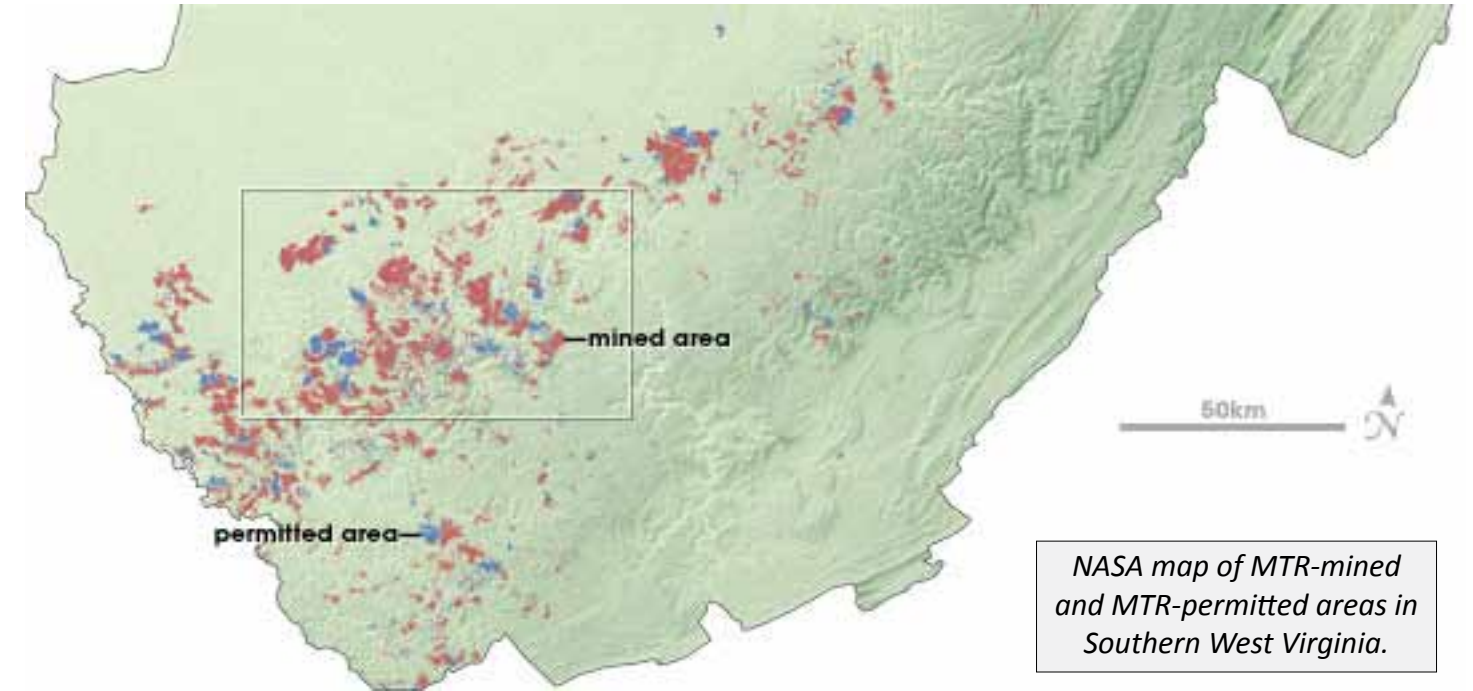 mined area
50km
N
permitted area
NASA map of MTR-mined
and MTR-permitted areas in
Southern West Virginia.